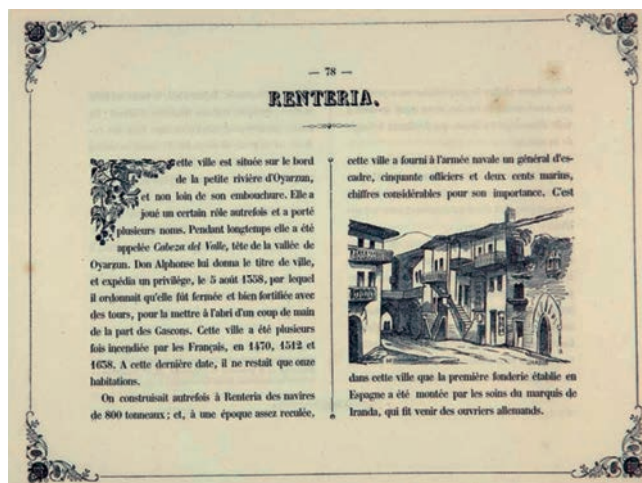 — 78 —
RENTERIA.
Cette ville est située sur le bord
de la petite rivière d'Oyarzun,
et non loin de son embouchure. Elle a
joué un certain rôle autrefois et a porté
plusieurs noms. Pendant longtemps elle a été
appelée Cabeza del Valle, tête de la vallée de
Oyarzun. Don Alphonse lui donna le titre de ville,
et expédia un privilège, le 5 août 1338, par lequel
il ordonnait qu'elle fût fermée et bien fortifiée avec
des tours, pour la mettre à l'abri d'un coup de main
de la part des Gascons. Cette ville a été plusieurs
fois incendiée par les Français, en 1470, 1512 et
1638. A cette dernière date, il ne restait que onze
habitations.
On construisait autrefois à Renteria des navires
de 800 tonneaux ; et, à une époque assez reculée,
cette ville a fourni à l'armée navale un général d'es-
cadre, cinquante officiers et deux cents marins,
chiffres considérables pour son importance. C'est
dans cette ville que la première fonderie établie en
Espagne a été montée par les soins du marquis de
Iranda, qui fit venir des ouvriers allemands.